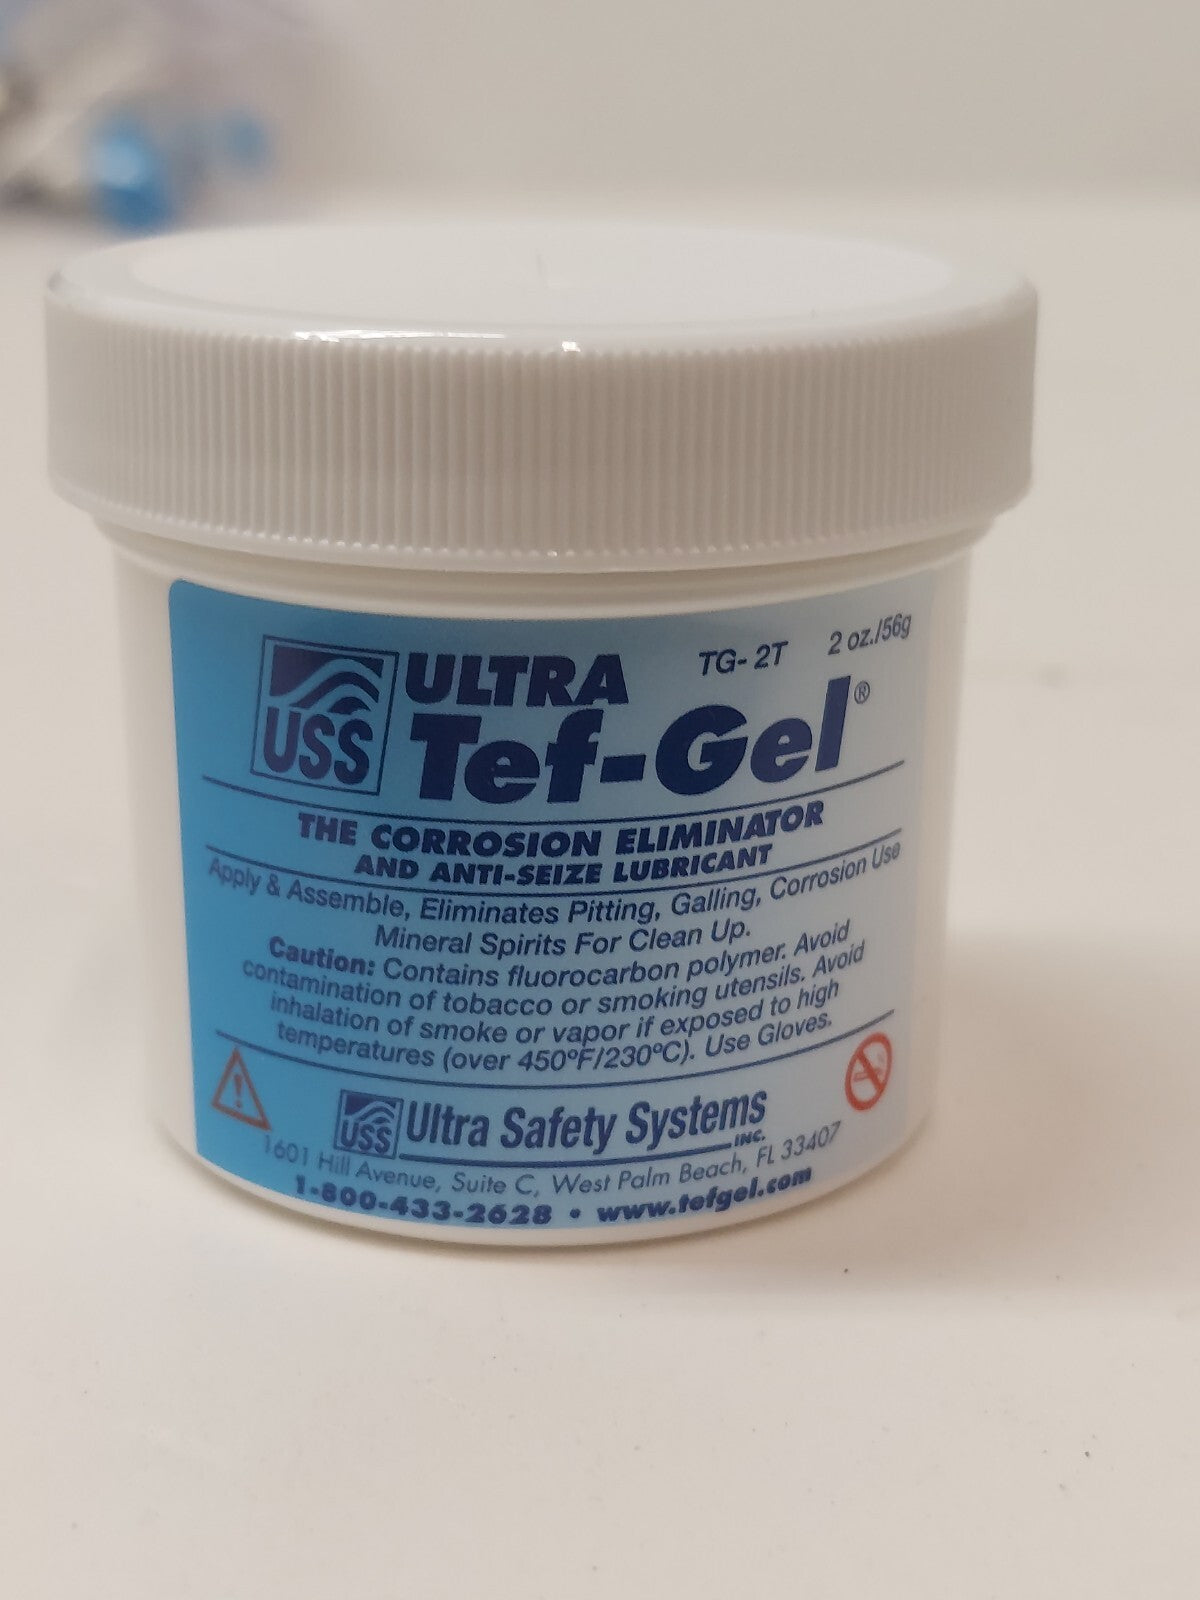 TG-2T 2 oz./56g
USS ULTRA
Tef-Gel®
THE CORROSION ELIMINATOR
AND ANTI-SEIZE LUBRICANT
Apply & Assemble, Eliminates Pitting, Galling, Corrosion Use
Mineral Spirits For Clean Up.
Caution: Contains fluorocarbon polymer. Avoid
contamination of tobacco or smoking utensils. Avoid
inhalation of smoke or vapor if exposed to high
temperatures (over 450°F/230°C). Use Gloves.
USS Ultra Safety Systems
INC.
1601 Hill Avenue, Suite C, West Palm Beach, FL 33407
1-800-433-2628 • www.tefgel.com